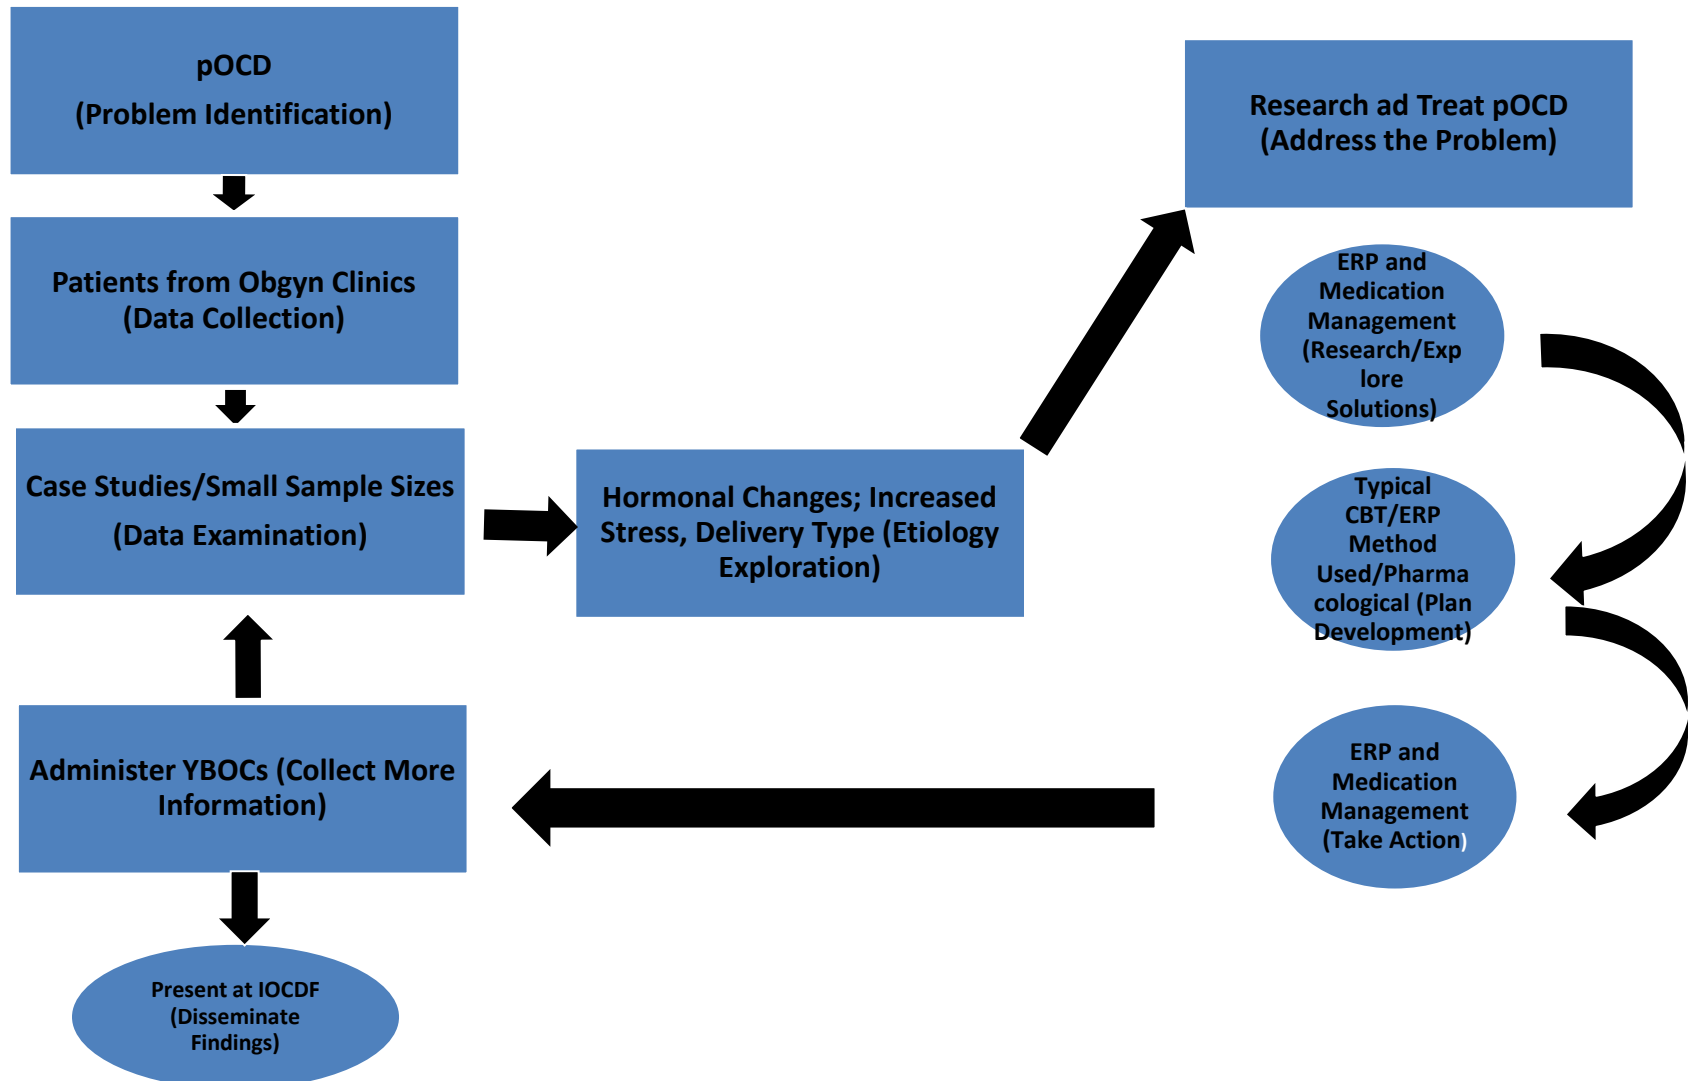 pOCD
(Problem Identification)
Patients from Obgyn Clinics
(Data Collection)
Case Studies/Small Sample Sizes
(Data Examination)
Hormonal Changes; Increased
Stress, Delivery Type (Etiology
Exploration)
Research ad Treat pOCD
(Address the Problem)
ERP and
Medication
Management
(Research/Exp
lore
Solutions)
Typical
CBT/ERP
Method
Used/Pharma
cological (Plan
Development)
ERP and
Medication
Management
(Take Action)
Administer YBOCs (Collect More
Information)
Present at IOCDF
(Disseminate
Findings)